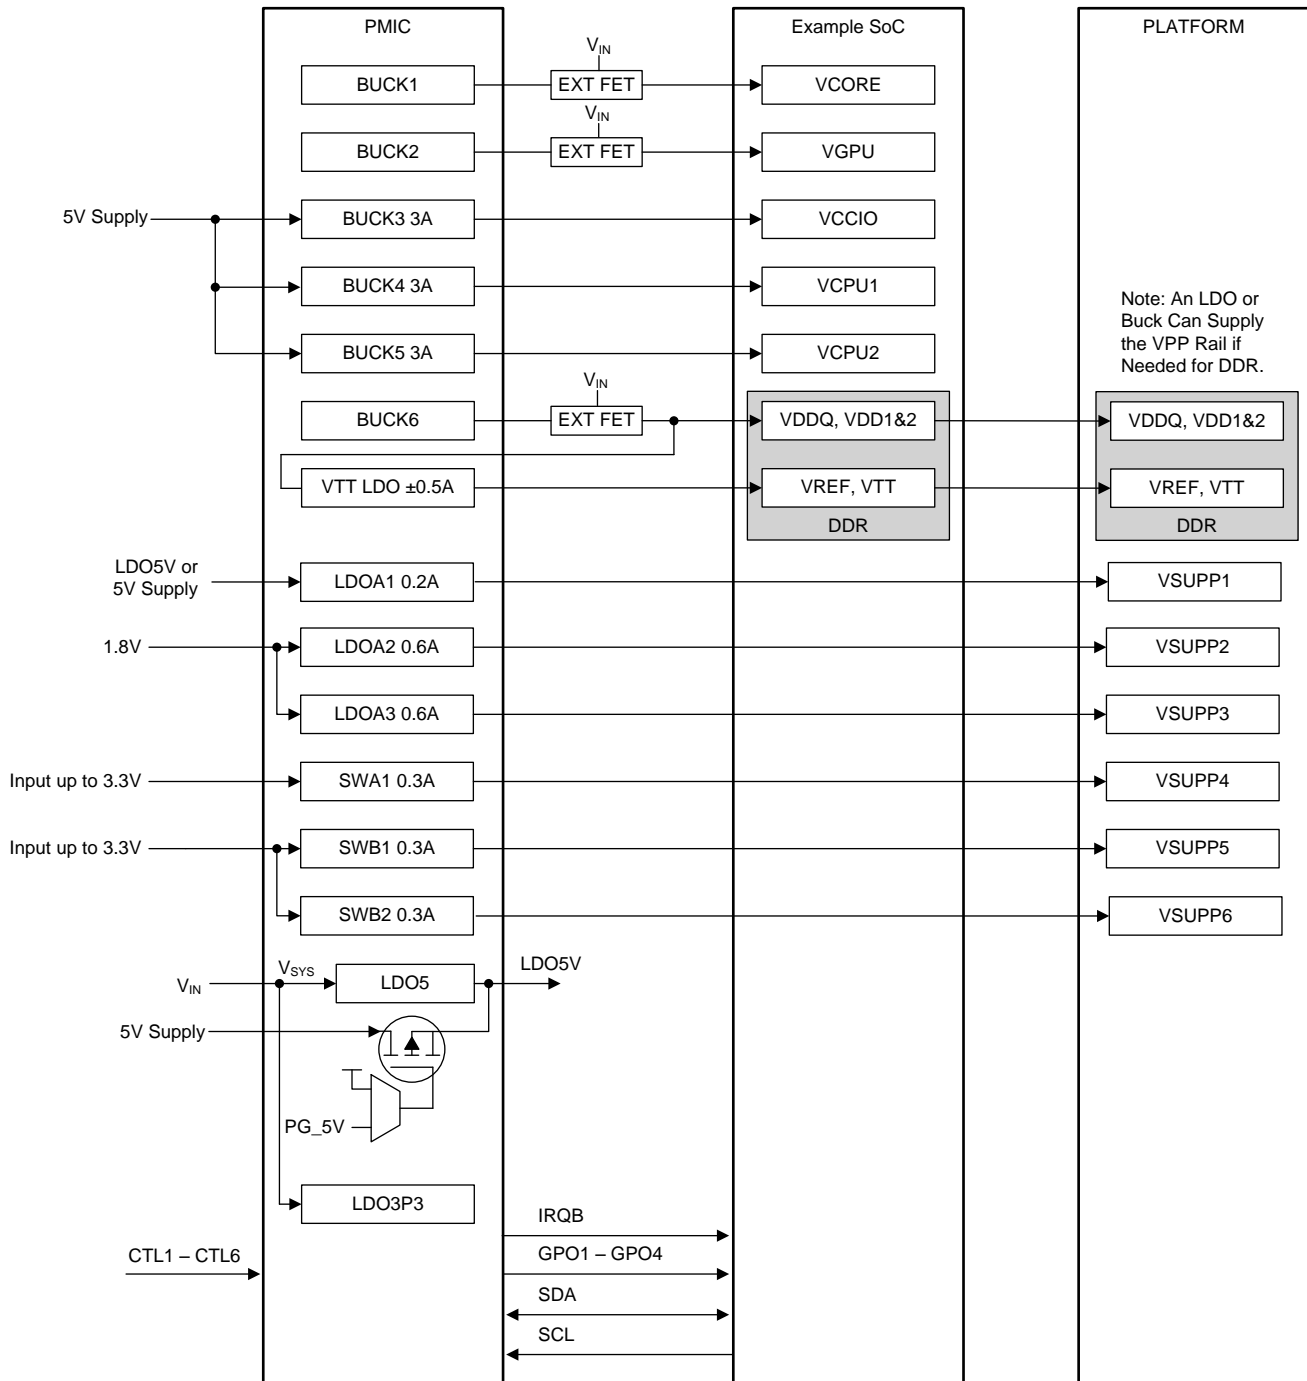 PMIC
Example SoC
PLATFORM
VIN
BUCK1
EXT FET
VCORE
VIN
BUCK2
EXT FET
VGPU
5V Supply
BUCK3 3A
VCCIO
BUCK4 3A
VCPU1
Note: An LDO or
Buck Can Supply
the VPP Rail if
Needed for DDR.
BUCK5 3A
VCPU2
VIN
BUCK6
EXT FET
VDDQ, VDD1&2
VDDQ, VDD1&2
VTT LDO ±0.5A
VREF, VTT
VREF, VTT
DDR
DDR
LDO5V or
5V Supply
LDOA1 0.2A
VSUPP1
1.8V
LDOA2 0.6A
VSUPP2
LDOA3 0.6A
VSUPP3
Input up to 3.3V
SWA1 0.3A
VSUPP4
Input up to 3.3V
SWB1 0.3A
VSUPP5
SWB2 0.3A
VSUPP6
VIN
VSYS
LDO5
LDO5V
5V Supply
PG_5V
LDO3P3
IRQB
CTL1 – CTL6
GPO1 – GPO4
SDA
SCL